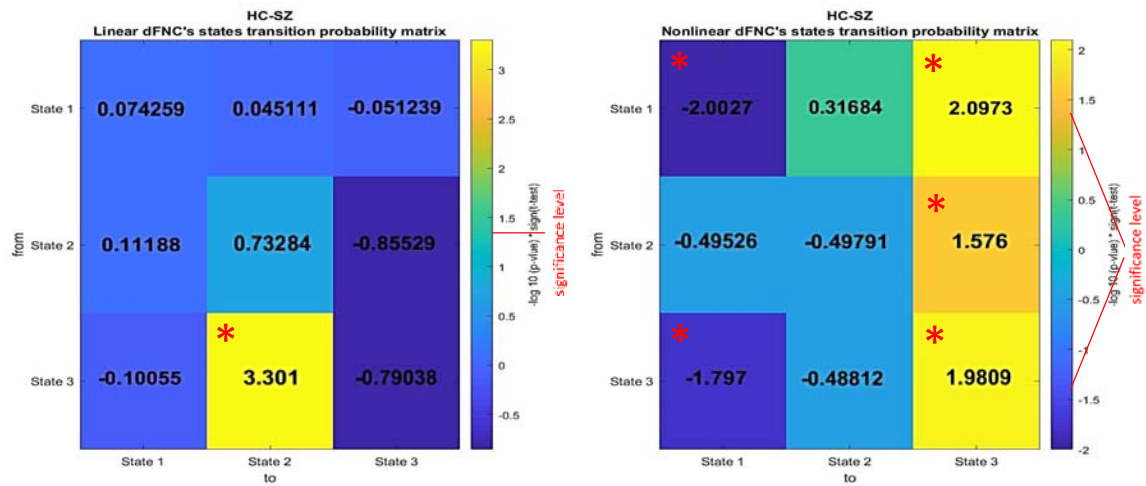 HC-SZ
Linear dFNC's states transition probability matrix
from
State 1
State 2
State 3
0.074259 0.045111 -0.051239
0.11188 0.73284 -0.85529
* 
-0.10055 3.301 -0.79038
State 1 State 2 State 3
to
3
2.5
2
1.5
1
0.5
0
-0.5
-log 10 (p-vlue) * sign(t-test)
significance level
HC-SZ
Nonlinear dFNC's states transition probability matrix
from
State 1
State 2
State 3
* *
-2.0027 0.31684 2.0973
*
-0.49526 -0.49791 1.576
* *
-1.797 -0.48812 1.9809
State 1 State 2 State 3
to
2
1.5
1
0.5
0
-0.5
-1
-1.5
-2
-log 10 (p-vlue) * sign(t-test)
significance level